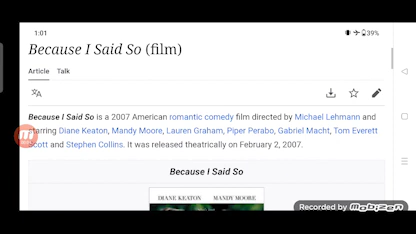 1:01
39%
Because I Said So (film)
Article Talk
Because I Said So is a 2007 American romantic comedy film directed by Michael Lehmann and
starring Diane Keaton, Mandy Moore, Lauren Graham, Piper Perabo, Gabriel Macht, Tom Everett
Scott and Stephen Collins. It was released theatrically on February 2, 2007.
Because I Said So
DIANE KEATON MANDY MOORE
Recorded by Mobizen